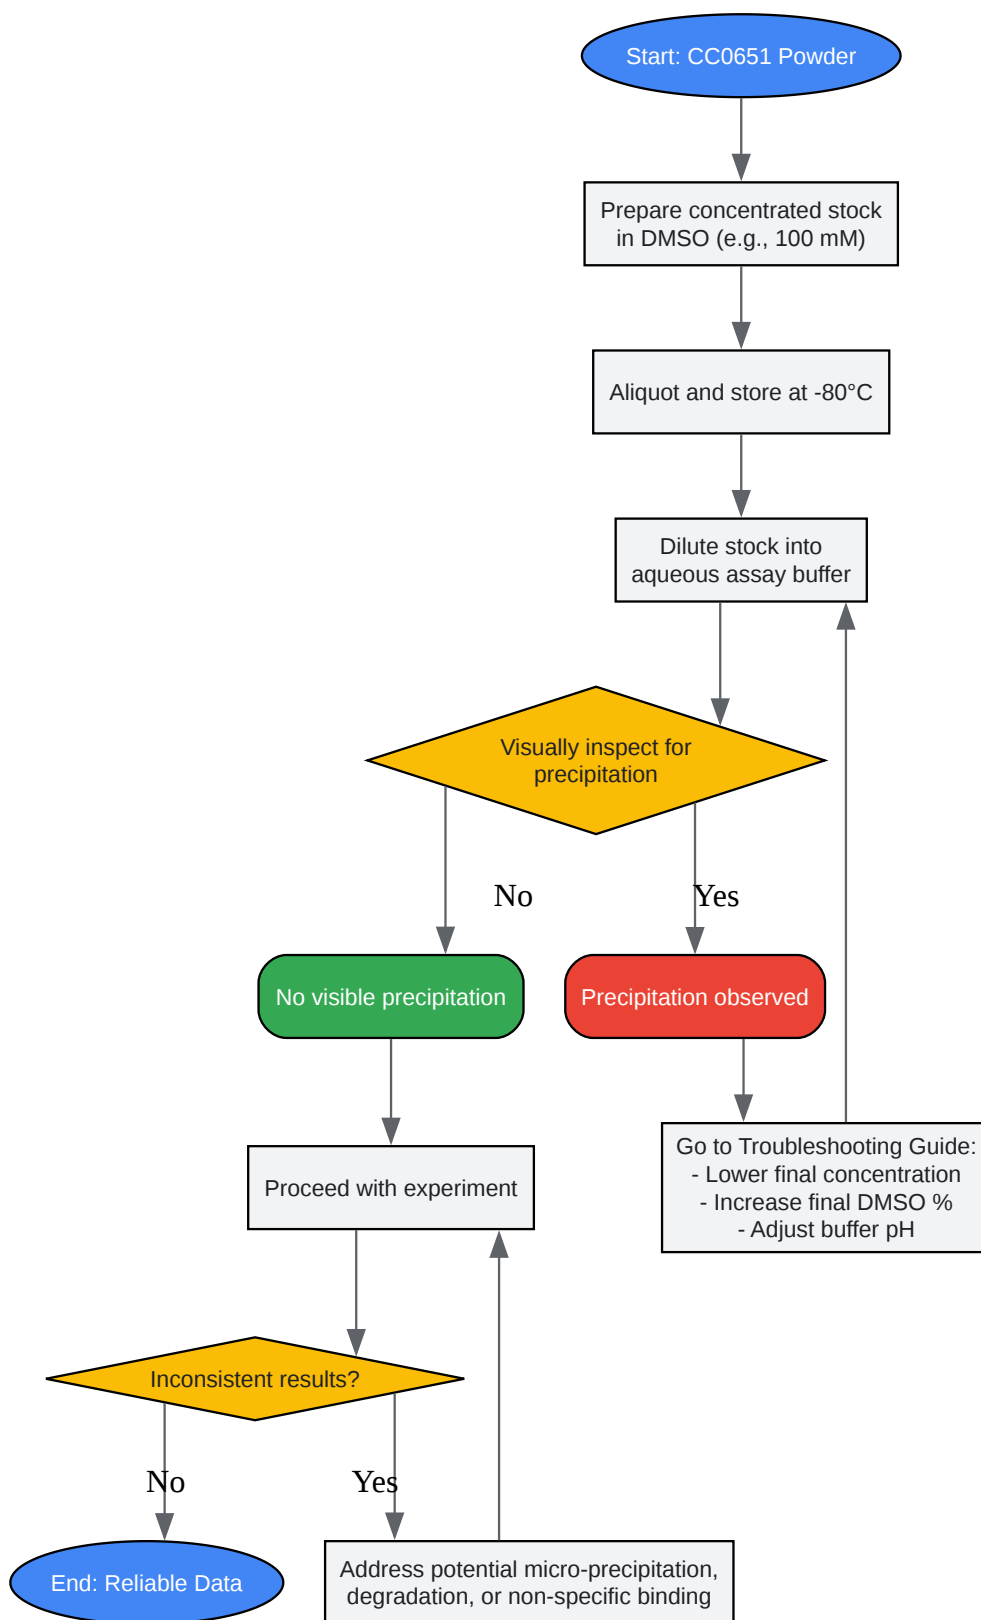 Start: CC0651 Powder
Prepare concentrated stock
in DMSO (e.g., 100 mM)
Aliquot and store at -80°C
Dilute stock into
aqueous assay buffer
Visually inspect for
precipitation
No
Yes
No visible precipitation
Precipitation observed
Go to Troubleshooting Guide:
- Lower final concentration
- Increase final DMSO %
- Adjust buffer pH
Proceed with experiment
Inconsistent results?
No
Yes
End: Reliable Data
Address potential micro-precipitation,
degradation, or non-specific binding